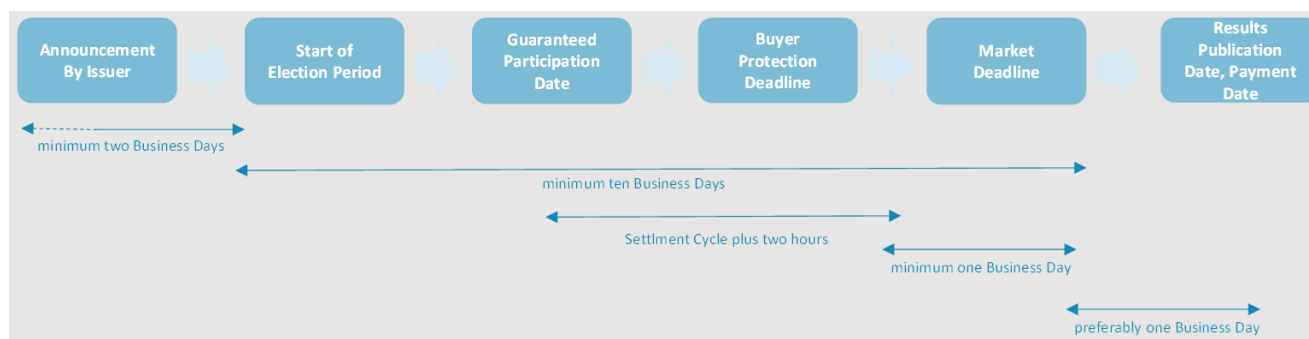 Announcement
By Issuer
Start of
Election Period
Guaranteed
Participation
Date
Buyer
Protection
Deadline
Market
Deadline
Results
Publication
Date, Payment
Date
minimum two Business Days
minimum ten Business Days
Settlment Cycle plus two hours
minimum one Business Day
preferably one Business Day